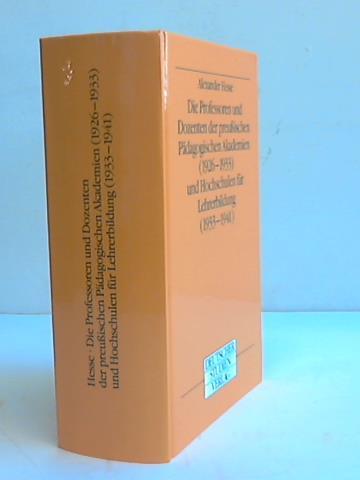 Hesse · Die Professoren und Dozenten
der preußischen Pädagogischen Akademien (1926–1933)
und Hochschulen für Lehrerbildung (1933–1941)
Alexander Hesse
Die Professoren und
Dozenten der preußischen
Pädagogischen Akademien
(1926–1933)
und Hochschulen für
Lehrerbildung
(1933–1941)
DEUTSCHER
STUDIEN
VERLAG